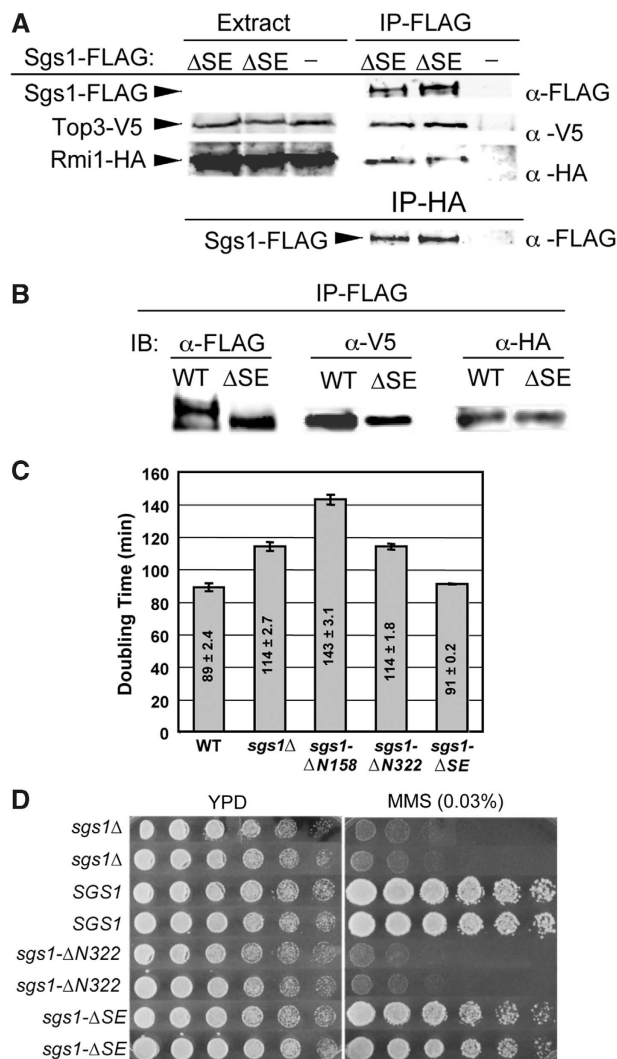 A
Extract IP-FLAG
Sgs1-FLAG: ΔSE ΔSE – ΔSE ΔSE –
Sgs1-FLAG α-FLAG
Top3-V5 α-V5
Rmi1-HA α-HA
IP-HA
Sgs1-FLAG α-FLAG
B
IP-FLAG
IB: α-FLAG α-V5 α-HA
WT ΔSE WT ΔSE WT ΔSE
C
Doubling Time (min)
160
140
120
100
80
60
40
20
0
89 ± 2.4
114 ± 2.7
143 ± 3.1
114 ± 1.8
91 ± 0.2
WT sgs1Δ sgs1-ΔN158 sgs1-ΔN322 sgs1-ΔSE
D
YPD MMS (0.03%)
sgs1Δ
sgs1Δ
SGS1
SGS1
sgs1-ΔN322
sgs1-ΔN322
sgs1-ΔSE
sgs1-ΔSE